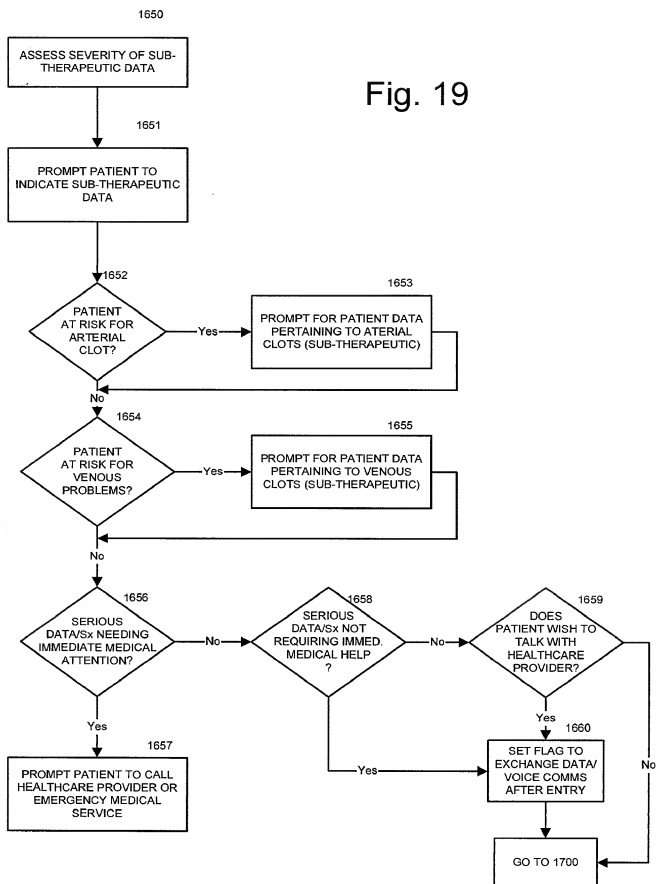 1650
ASSESS SEVERITY OF SUB-
THERAPEUTIC DATA
Fig. 19
1651
PROMPT PATIENT TO
INDICATE SUB-THERAPEUTIC
DATA
1652
PATIENT
AT RISK FOR
ARTERIAL
CLOT?
Yes
1653
PROMPT FOR PATIENT DATA
PERTAINING TO ATERIAL
CLOTS (SUB-THERAPEUTIC)
No
1654
PATIENT
AT RISK FOR
VENOUS
PROBLEMS?
Yes
1655
PROMPT FOR PATIENT DATA
PERTAINING TO VENOUS
CLOTS (SUB-THERAPEUTIC)
No
1656
SERIOUS
DATA/Sx NEEDING
IMMEDIATE MEDICAL
ATTENTION?
No
1658
SERIOUS
DATA/Sx NOT
REQUIRING IMMED.
MEDICAL HELP
?
No
1659
DOES
PATIENT WISH TO
TALK WITH
HEALTHCARE
PROVIDER?
Yes
1657
PROMPT PATIENT TO CALL
HEALTHCARE PROVIDER OR
EMERGENCY MEDICAL
SERVICE
Yes
Yes
1660
SET FLAG TO
EXCHANGE DATA/
VOICE COMMS
AFTER ENTRY
No
GO TO 1700